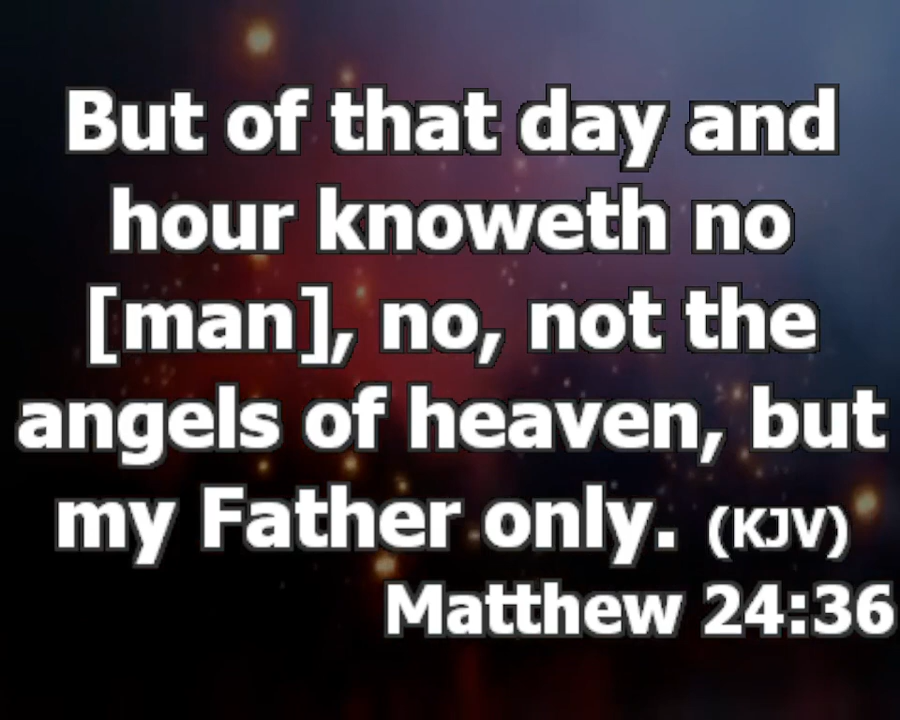 But of that day and
hour knoweth no
[man], no, not the
angels of heaven, but
my Father only. (KJV)
Matthew 24:36